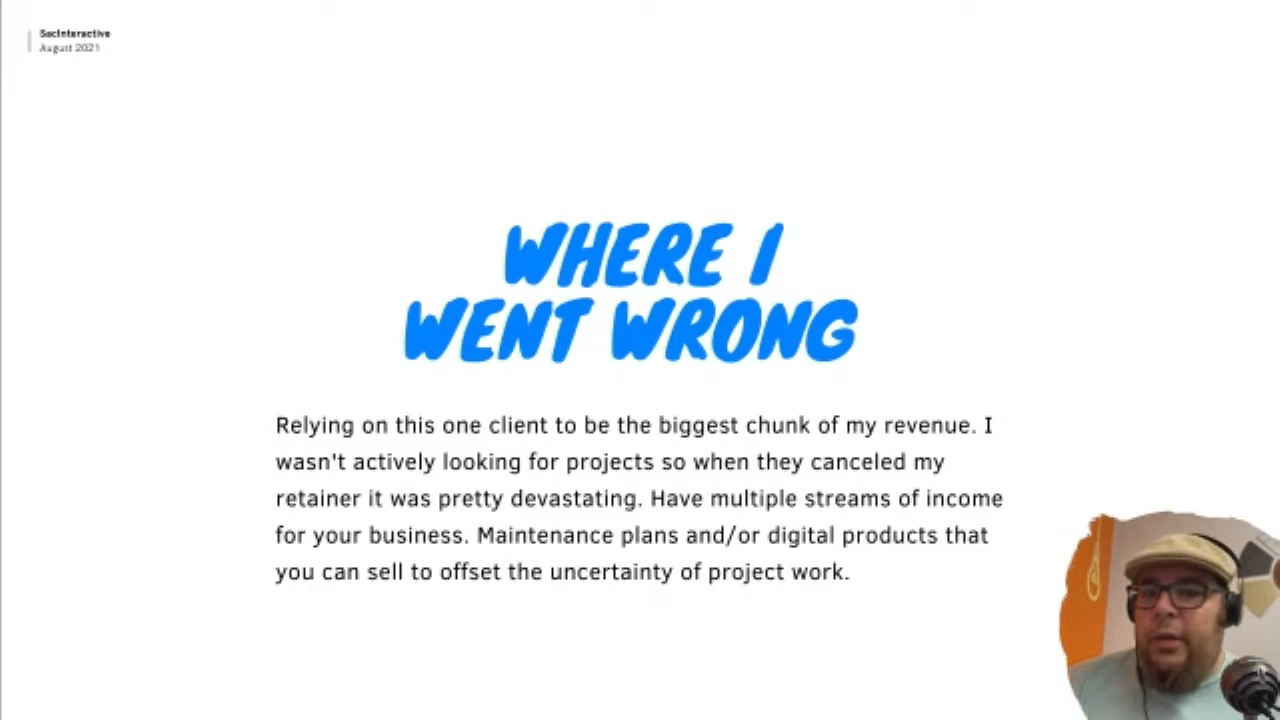 SacInteractive
August 2021
WHERE I
WENT WRONG
Relying on this one client to be the biggest chunk of my revenue. I
wasn't actively looking for projects so when they canceled my
retainer it was pretty devastating. Have multiple streams of income
for your business. Maintenance plans and/or digital products that
you can sell to offset the uncertainty of project work.